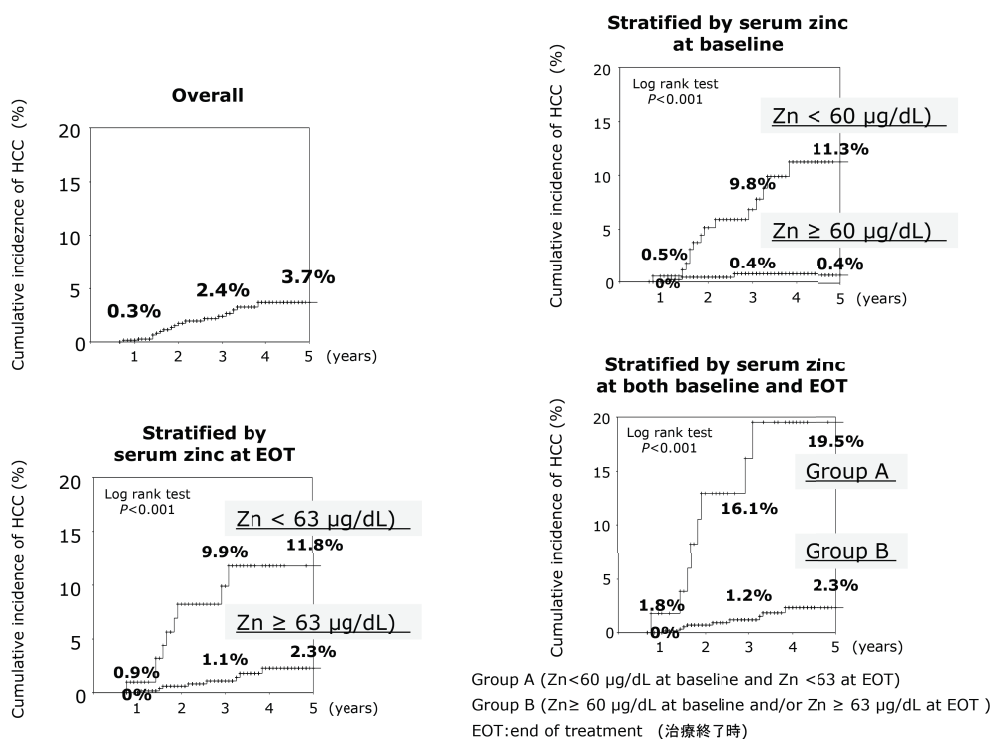 Overall
Cumulative incideznce of HCC (%)
20
15
10
5
0
0.3%
2.4%
3.7%
1 2 3 4 5 (years)
Stratified by serum zinc
at baseline
Cumulative incidence of HCC (%)
20
15
10
5
0
Log rank test
P<0.001
Zn < 60 μg/dL)
11.3%
9.8%
Zn ≥ 60 μg/dL)
0.5%
0%
0.4%
0.4%
1 2 3 4 5 (years)
Stratified by
serum zinc at EOT
Cumulative incidence of HCC (%)
20
15
10
5
0
Log rank test
P<0.001
Zn < 63 μg/dL)
9.9%
11.8%
Zn ≥ 63 μg/dL)
0.9%
0%
1.1%
2.3%
1 2 3 4 5 (years)
Stratified by serum zinc
at both baseline and EOT
Cumulative incidence of HCC (%)
20
15
10
5
0
Log rank test
P<0.001
19.5%
Group A
16.1%
Group B
1.8%
0%
1.2%
2.3%
1 2 3 4 5 (years)
Group A (Zn<60 μg/dL at baseline and Zn <63 at EOT)
Group B (Zn≥ 60 μg/dL at baseline and/or Zn ≥ 63 μg/dL at EOT )
EOT:end of treatment (治療終了時)